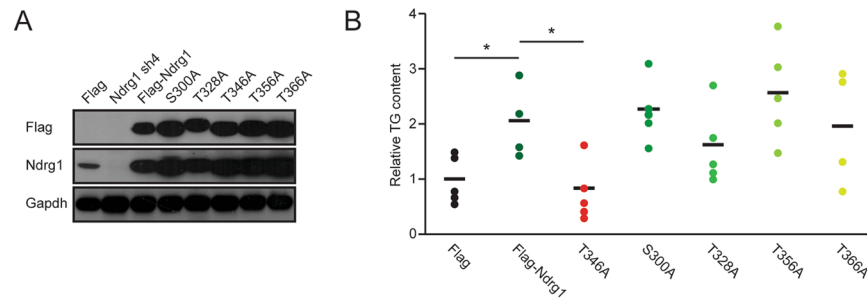 A
Flag
Ndrg1 sh4
Flag-Ndrg1
S300A
T328A
T346A
T356A
T366A
Flag
Ndrg1
Gapdh
B
Relative TG content
4
3
2
1
0
*
*
Flag
Flag-Ndrg1
T346A
S300A
T328A
T356A
T366A